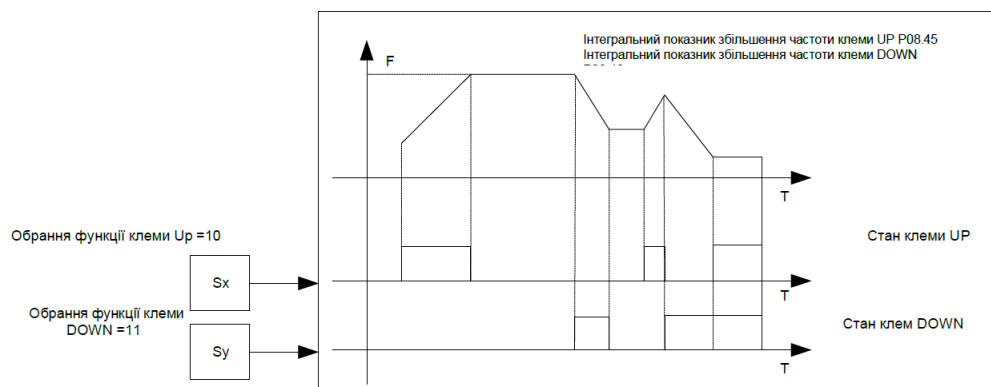 Інтегральний показник збільшення частоти клеми UP P08.45
Інтегральний показник збільшення частоти клеми DOWN
F
T
Обрання функції клеми Up =10
Стан клеми UP
Sx
T
Обрання функції клеми
DOWN =11
Стан клем DOWN
Sy
T